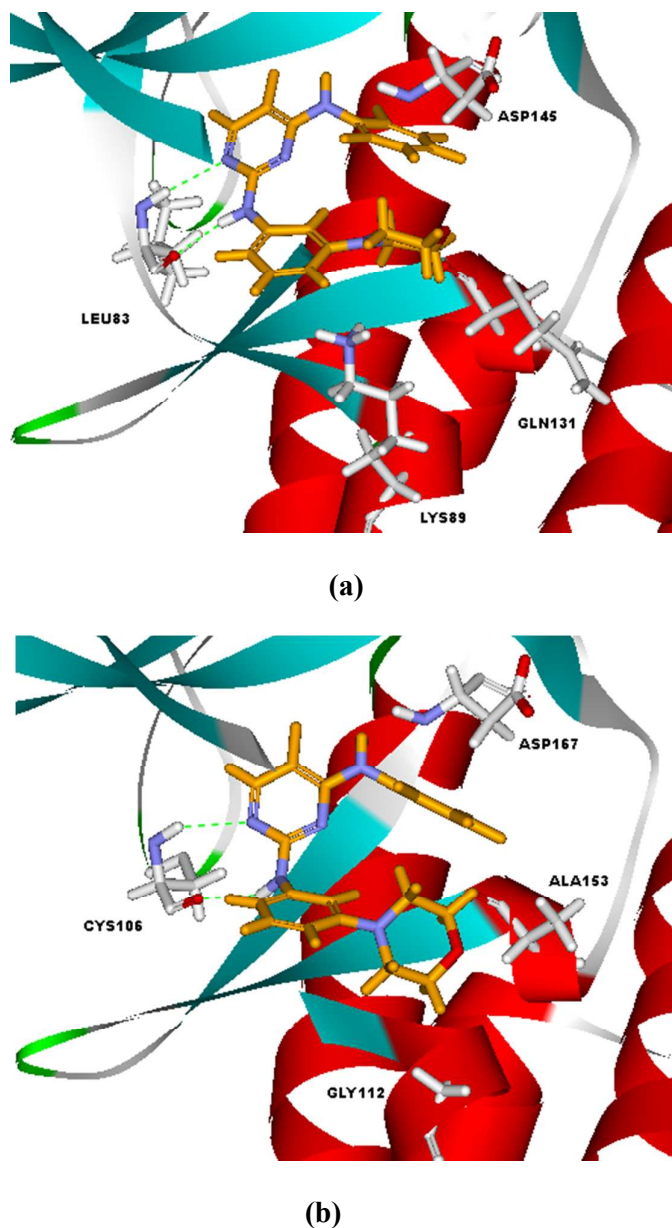 ASP145
LEU83
GLN131
LYS89
(a)
ASP167
ALA153
CYS106
GLY112
(b)